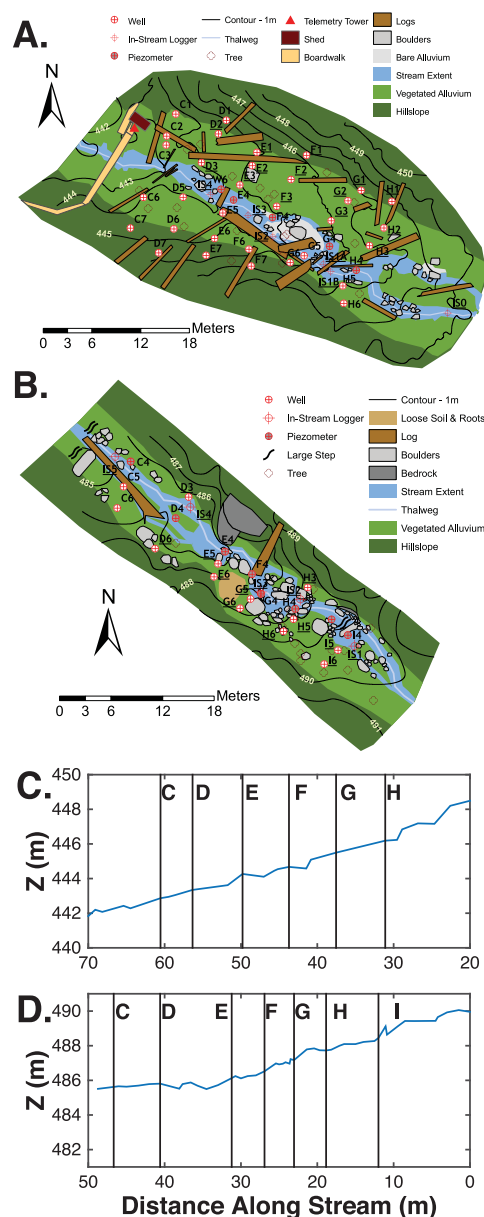 A.
Well
Contour - 1m
Telemetry Tower
Logs
In-Stream Logger
Thalweg
Shed
Boulders
Piezometer
Tree
Boardwalk
Bare Alluvium
Stream Extent
Vegetated Alluvium
Hillslope
N
C1
447
D1
448
442
C2
D2
449
C3
E1
446
F1
450
D3
E2
443
IS4
W6
E3
F2
G1
444
C6
D5
E4
F3
G2
H1
E5
IS3
F4
G3
445
C7
D6
E6
IS2
G4
H2
D7
F6
G5
H3
E7
G6
IS1A
H4
F7
IS1B
H5
H6
IS0
0 3 6 12 18
Meters
B.
Well
Contour - 1m
In-Stream Logger
Loose Soil & Roots
Piezometer
Log
Large Step
Boulders
Tree
Bedrock
Stream Extent
Thalweg
Vegetated Alluvium
Hillslope
N
487
C4
IS5
C5
485
D3
486
C6
IS4
D4
D6
E4
489
E5
F4
488
E6
IS2
H3
G5
IS2
G6
G4
H4
H6
H5
I4
I5
IS1
I6
490
491
Meters
0 3 6 12 18
C.
450
448
446
444
442
440
Z (m)
C D E F G H
70 60 50 40 30 20
D.
490
488
486
484
482
Z (m)
C D E F G H I
50 40 30 20 10 0
Distance Along Stream (m)